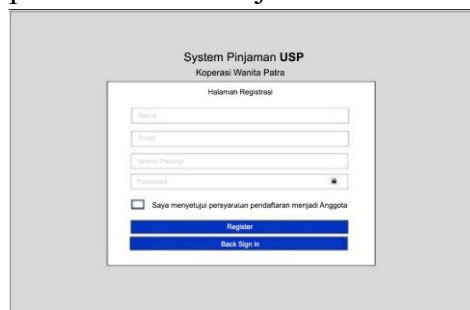 System Pinjaman USP
Koperasi Wanita Patra
Halaman Registrasi
Name
Email
Nomor Pekerja
Password
Saya menyetujui persyaratan pendaftaran menjadi Anggota
Register
Back Sign in